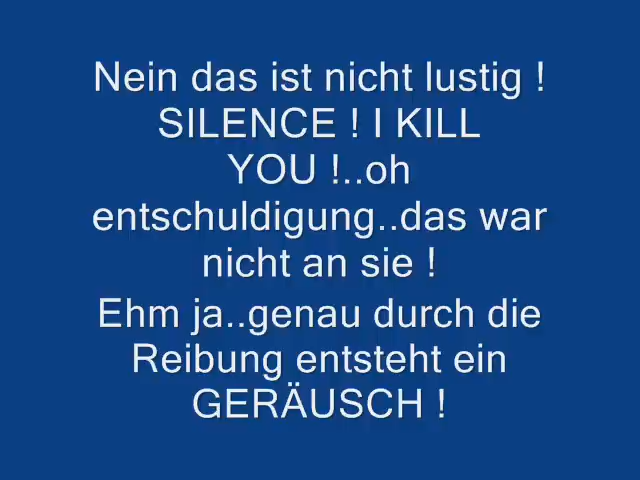 Nein das ist nicht lustig !
SILENCE ! I KILL
YOU !..oh
entschuldigung..das war
nicht an sie !
Ehm ja..genau durch die
Reibung entsteht ein
GERÄUSCH !